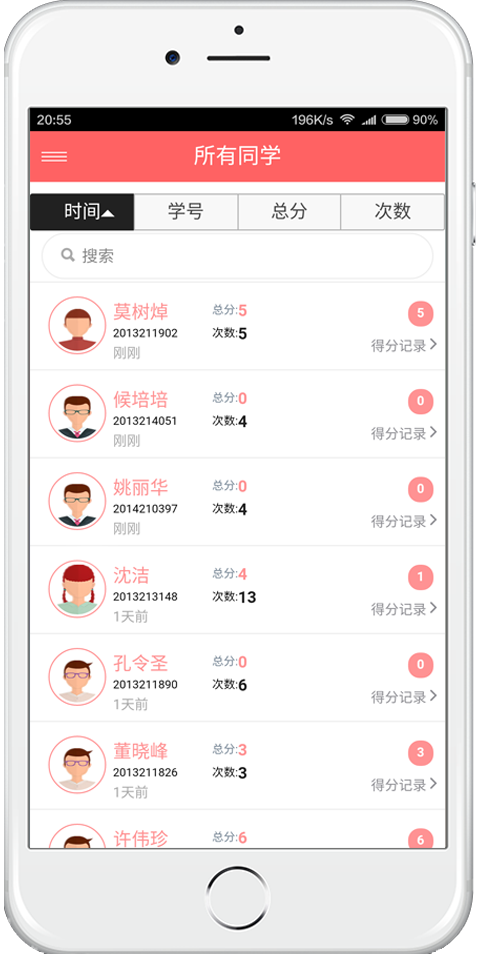 20:55 196K/s 90%
所有同学
时间 学号 总分 次数
搜索
莫树焯 总分:5 5
2013211902 次数:5
刚刚 得分记录
候培培 总分:0 0
2013214051 次数:4
刚刚 得分记录
姚丽华 总分:0 0
2014210397 次数:4
刚刚 得分记录
沈洁 总分:4 1
2013213148 次数:13
1天前 得分记录
孔令圣 总分:0 0
2013211890 次数:6
1天前 得分记录
董晓峰 总分:3 3
2013211826 次数:3
1天前 得分记录
许伟珍 总分:6 6